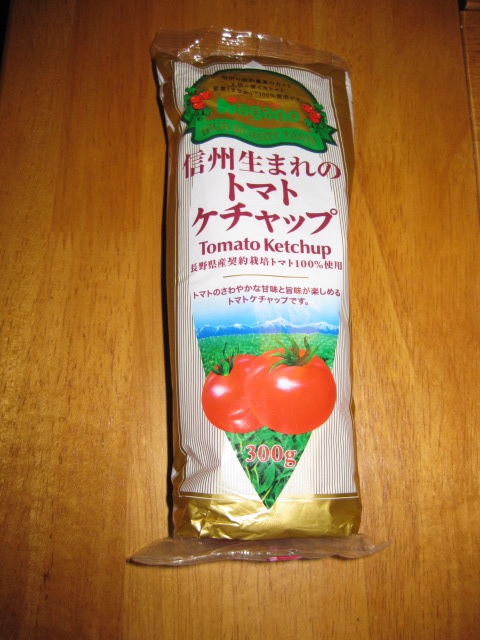 Nagano
信州生まれの
トマト
ケチャップ
Tomato Ketchup
長野県産契約栽培トマト100%使用
トマトのさわやかな甘味と旨味が楽しめる
トマトケチャップです。
300g